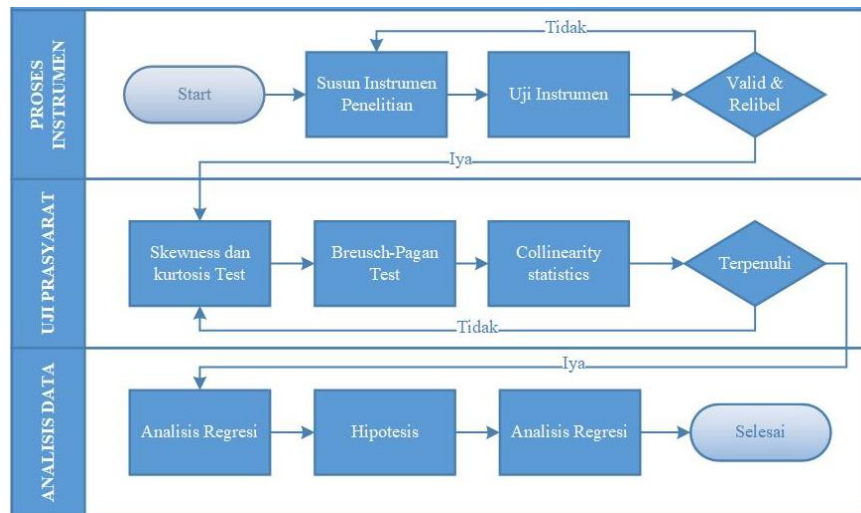 PROSES
INSTRUMEN
Start
Susun Instrumen
Penelitian
Uji Instrumen
Valid &
Relibel
Tidak
Iya
UJI PRASYARAT
Skewness dan
kurtosis Test
Breusch-Pagan
Test
Collinearity
statistics
Terpenuhi
Tidak
Iya
ANALISIS DATA
Analisis Regresi
Hipotesis
Analisis Regresi
Selesai